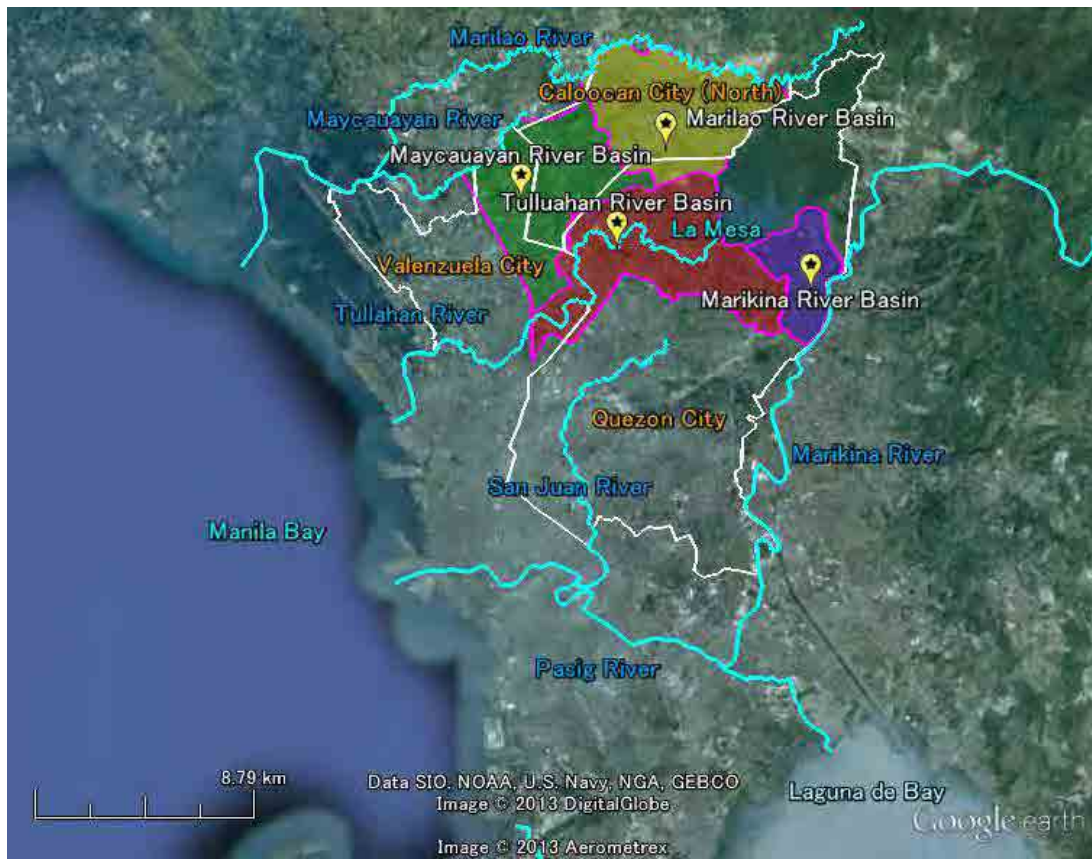 Marilao River
Caloocan City (North)
Marilao River Basin
Maycauayan River
Maycauayan River Basin
Tulluahan River Basin
La Mesa
Valenzuela City
Marikina River Basin
Tullahan River
Quezon City
Marikina River
San Juan River
Manila Bay
Pasig River
8.79 km
Data SIO, NOAA, U.S. Navy, NGA, GEBCO
Image © 2013 DigitalGlobe
Laguna de Bay
Google earth
Image © 2013 Aerometrex